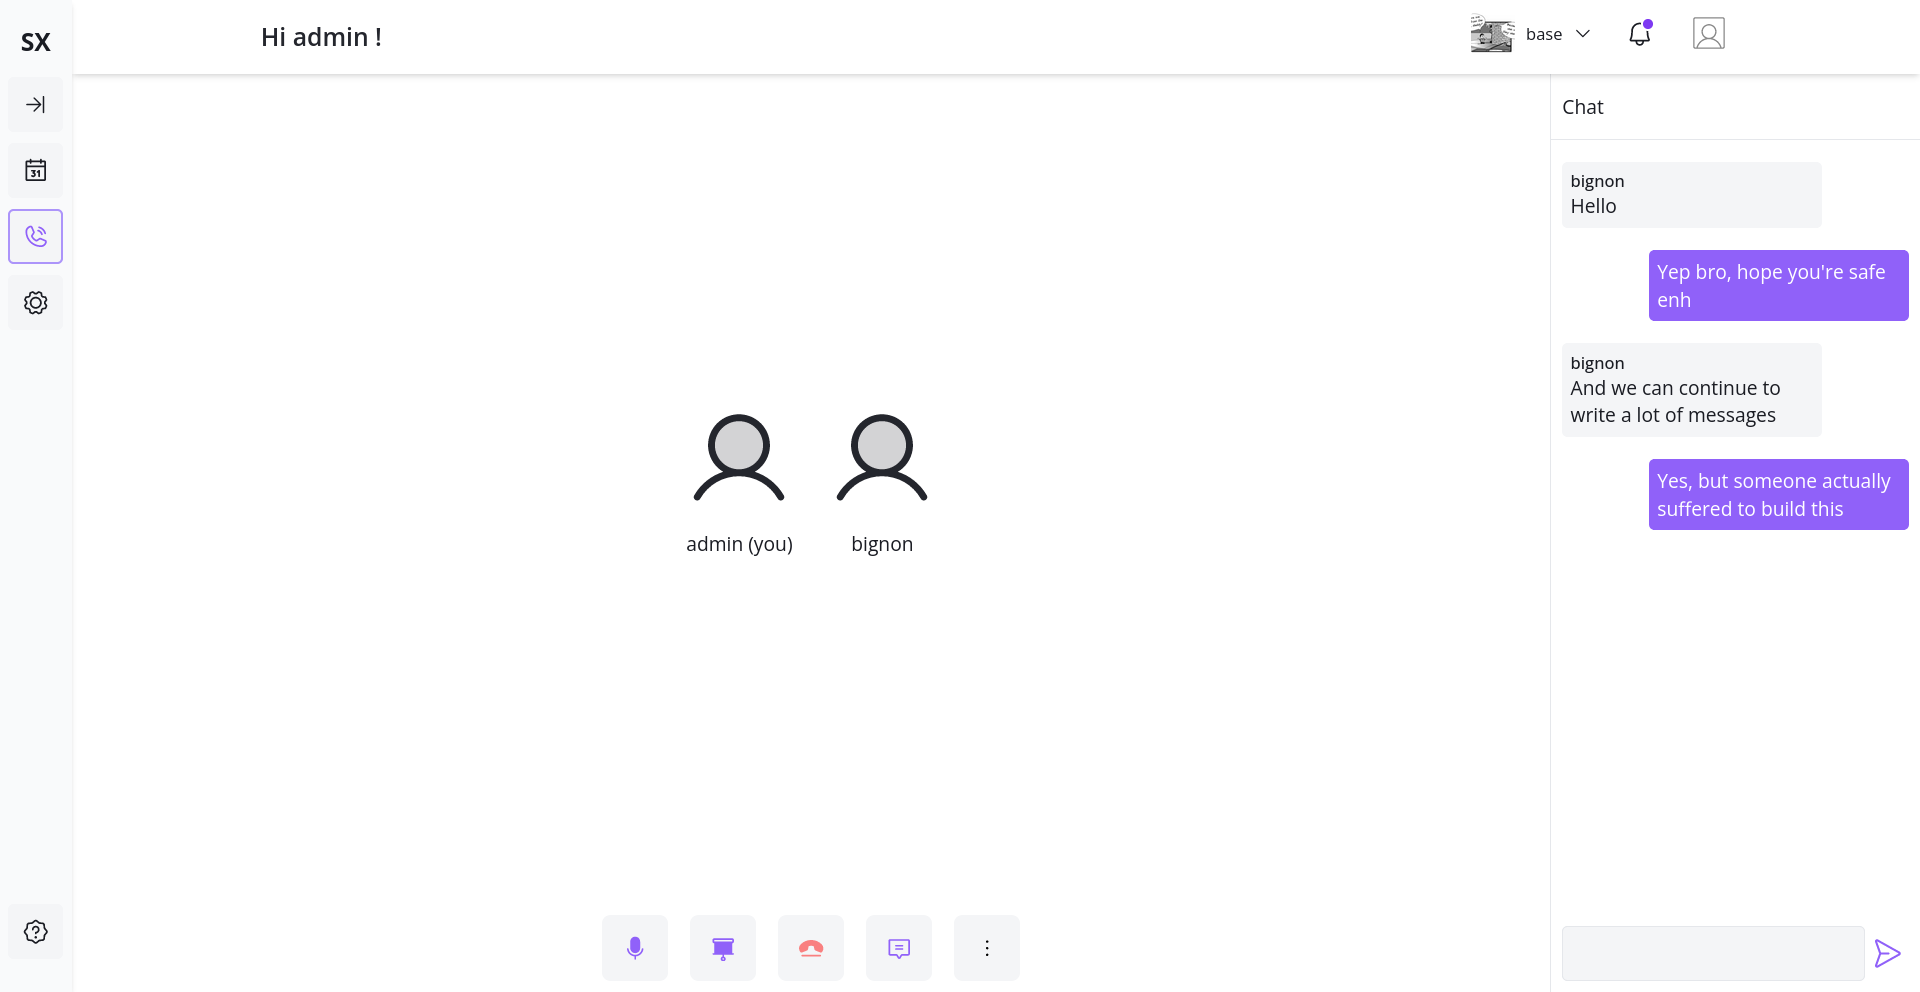 SX
Hi admin !
base
31
Chat
bignon
Hello
Yep bro, hope you're safe
enh
bignon
And we can continue to
write a lot of messages
Yes, but someone actually
suffered to build this
admin (you)
bignon